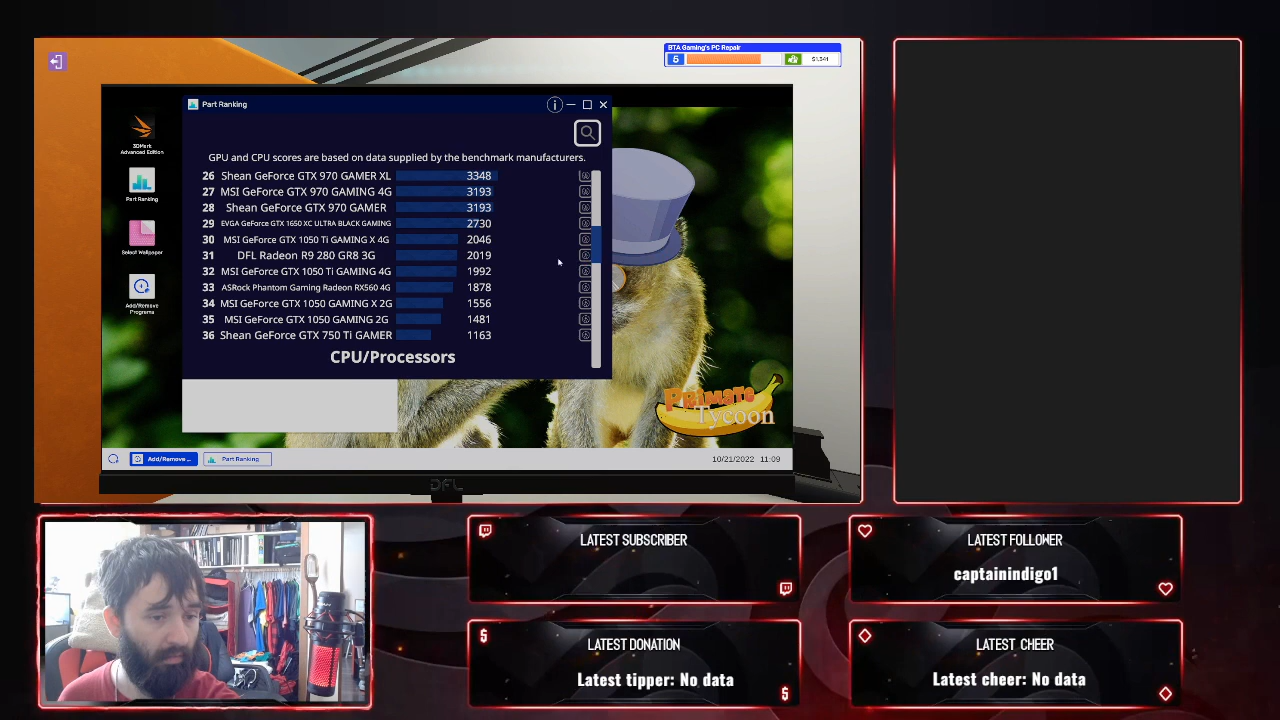 BTA Gaming's PC Repair
5
$1,341
Part Ranking
3DMark
Advanced Edition
Part Ranking
Select Wallpaper
Add/Remove
Programs
GPU and CPU scores are based on data supplied by the benchmark manufacturers.
26 Shean GeForce GTX 970 GAMER XL 3348
27 MSI GeForce GTX 970 GAMING 4G 3193
28 Shean GeForce GTX 970 GAMER 3193
29 EVGA GeForce GTX 1650 XC ULTRA BLACK GAMING 2730
30 MSI GeForce GTX 1050 Ti GAMING X 4G 2046
31 DFL Radeon R9 280 GR8 3G 2019
32 MSI GeForce GTX 1050 Ti GAMING 4G 1992
33 ASRock Phantom Gaming Radeon RX560 4G 1878
34 MSI GeForce GTX 1050 GAMING X 2G 1556
35 MSI GeForce GTX 1050 GAMING 2G 1481
36 Shean GeForce GTX 750 Ti GAMER 1163
CPU/Processors
PRiMATe
Tycoon
Add/Remove ...
Part Ranking
10/21/2022 11:09
DFL
LATEST SUBSCRIBER
LATEST FOLLOWER
captainindigo1
LATEST DONATION
Latest tipper: No data
LATEST CHEER
Latest cheer: No data